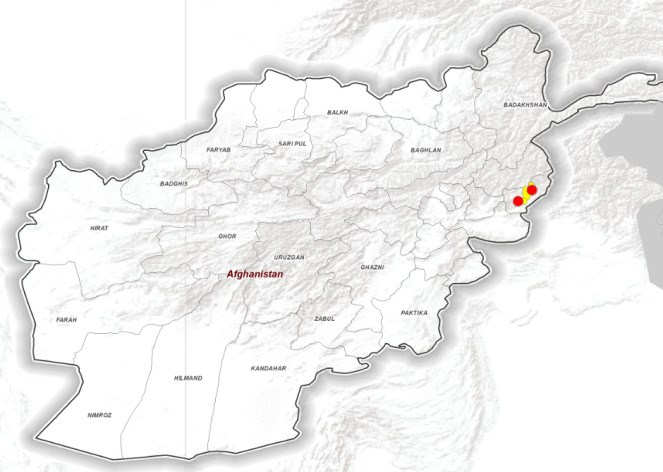 BADAKHSHAN
BALKH
SARI PUL
FARYAB
BAGHLAN
BADGHIS
HIRAT
GHOR
URUZGAN
GHAZNI
Afghanistan
FARAH
ZABUL
PAKTIKA
KANDAHAR
HILMAND
NIMROZ